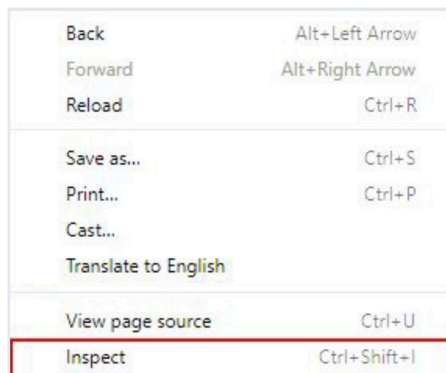 Back Alt+Left Arrow
Forward Alt+Right Arrow
Reload Ctrl+R
Save as... Ctrl+S
Print... Ctrl+P
Cast...
Translate to English
View page source Ctrl+U
Inspect Ctrl+Shift+I